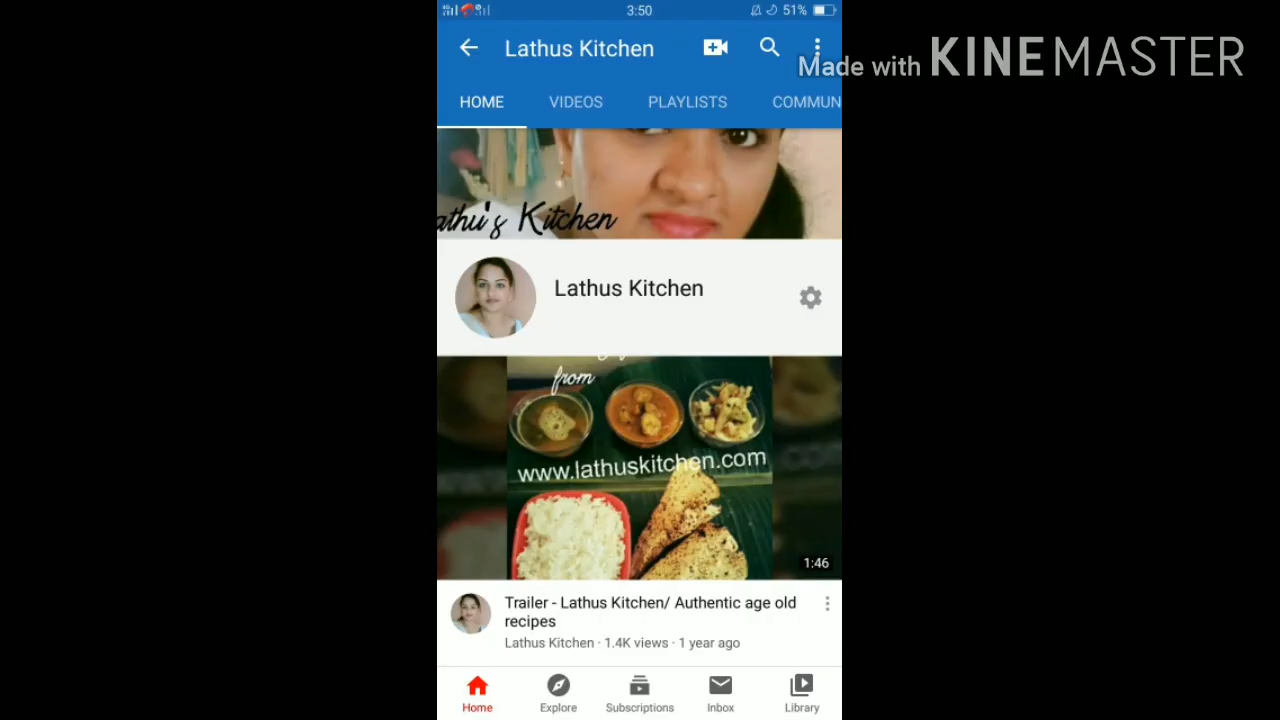 3:50
51%
Lathus Kitchen
Made with KINEMASTER
HOME VIDEOS PLAYLISTS COMMUN
athu's Kitchen
Lathus Kitchen
from
www.lathuskitchen.com
1:46
Trailer - Lathus Kitchen/ Authentic age old
recipes
Lathus Kitchen · 1.4K views · 1 year ago
Home Explore Subscriptions Inbox Library